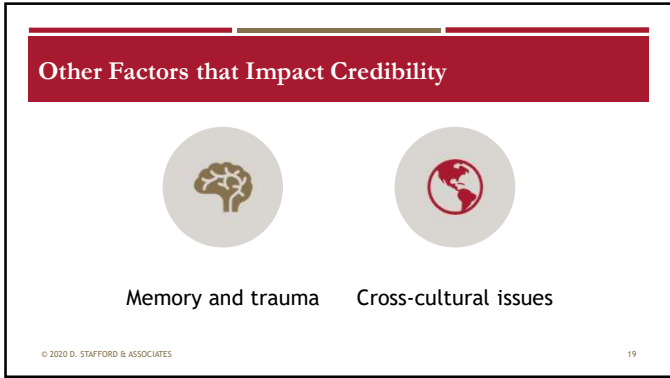 Other Factors that Impact Credibility
Memory and trauma
Cross-cultural issues
© 2020 D. STAFFORD & ASSOCIATES
19